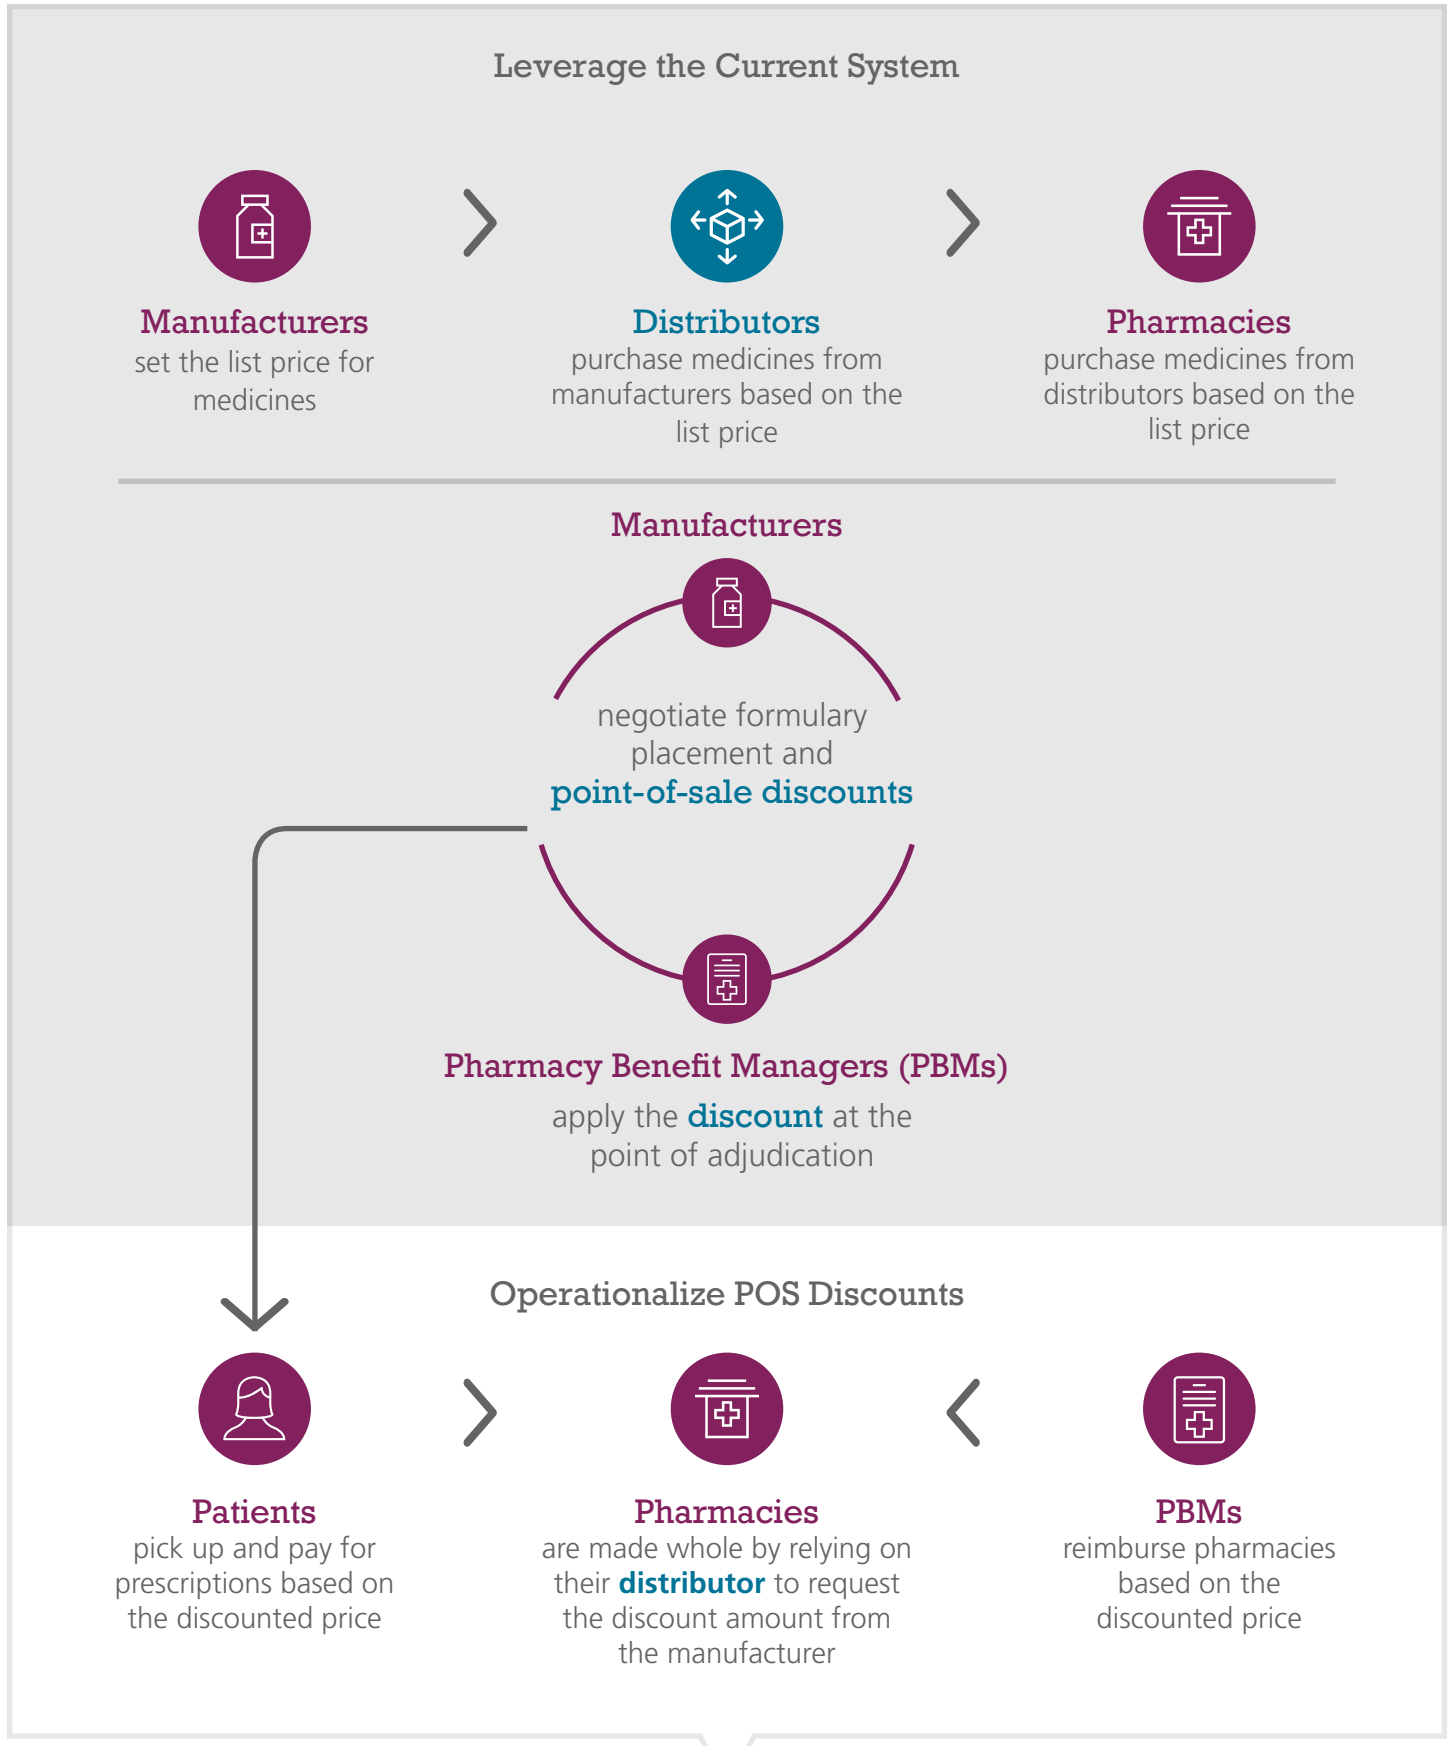 Leverage the Current System
Manufacturers
set the list price for
medicines
Distributors
purchase medicines from
manufacturers based on the
list price
Pharmacies
purchase medicines from
distributors based on the
list price
Manufacturers
negotiate formulary
placement and
point-of-sale discounts
Pharmacy Benefit Managers (PBMs)
apply the discount at the
point of adjudication
Operationalize POS Discounts
Patients
pick up and pay for
prescriptions based on
the discounted price
Pharmacies
are made whole by relying on
their distributor to request
the discount amount from
the manufacturer
PBMs
reimburse pharmacies
based on the
discounted price